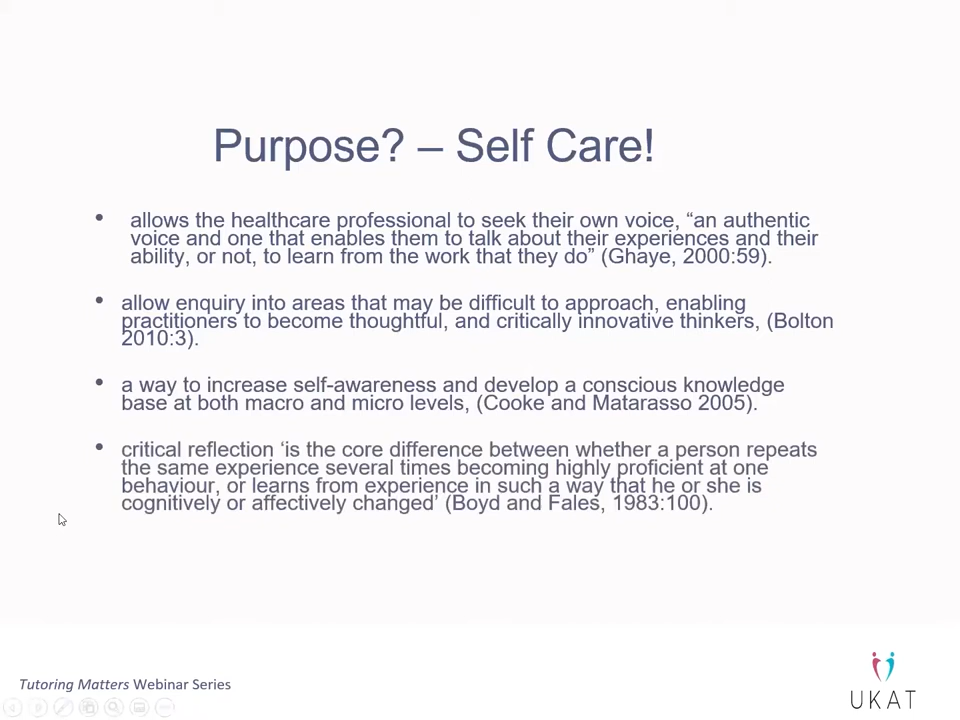 Purpose? – Self Care!
• allows the healthcare professional to seek their own voice, “an authentic
voice and one that enables them to talk about their experiences and their
ability, or not, to learn from the work that they do” (Ghaye, 2000:59).
• allow enquiry into areas that may be difficult to approach, enabling
practitioners to become thoughtful, and critically innovative thinkers, (Bolton
2010:3).
• a way to increase self-awareness and develop a conscious knowledge
base at both macro and micro levels, (Cooke and Matarasso 2005).
• critical reflection ‘is the core difference between whether a person repeats
the same experience several times becoming highly proficient at one
behaviour, or learns from experience in such a way that he or she is
cognitively or affectively changed’ (Boyd and Fales, 1983:100).
Tutoring Matters Webinar Series
UKAT